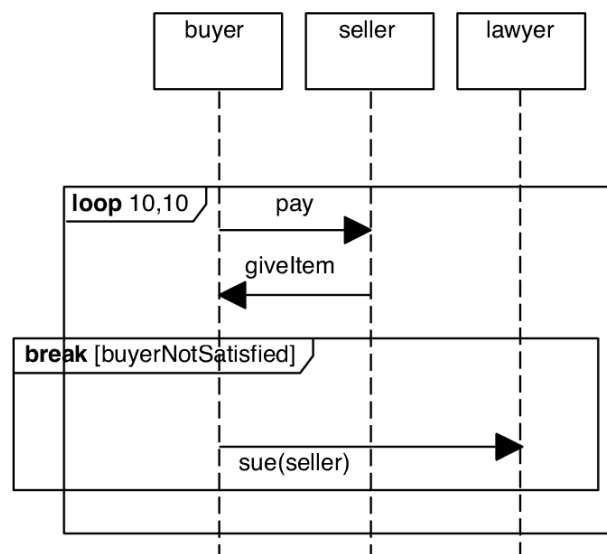 buyer seller lawyer
loop 10,10
pay
giveItem
break [buyerNotSatisfied]
sue(seller)